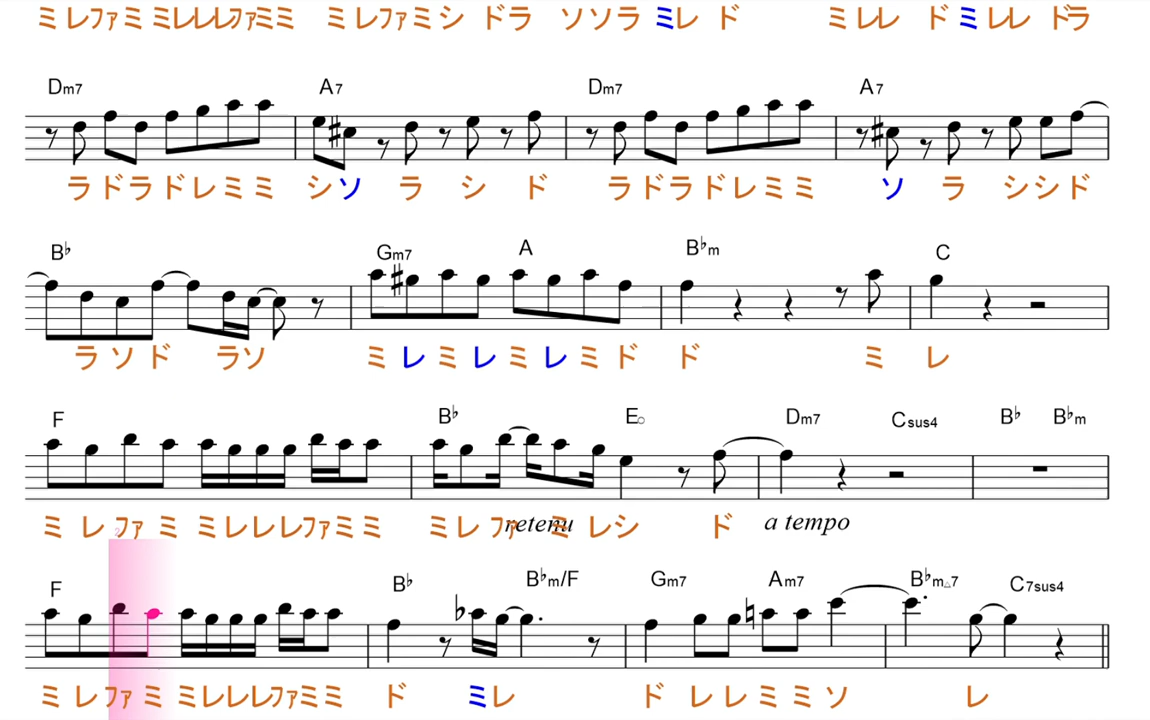 ミ レファミ ミレレレファミミ ミ レファミシ ドラ ソソラ ミレ ド ミレレ ド ミレレ ドラ
Dm7 A7 Dm7 A7
ラドラドレミミ シソ ラ シ ド ラドラドレミミ ソ ラ シシド
B♭ Gm7 A B♭m C
ラソド ラソ ミレミレミレミド ド ミ レ
F B♭ E○ Dm7 Csus4 B♭ B♭m
ミ レ ファ ミ ミレレレファミミ ミレ ファ ミ レシ ド
retenu a tempo
F B♭ B♭m/F Gm7 Am7 B♭m△7 C7sus4
ミ レ ファ ミ ミレレレファミミ ド ミレ ド レレミミソ レ